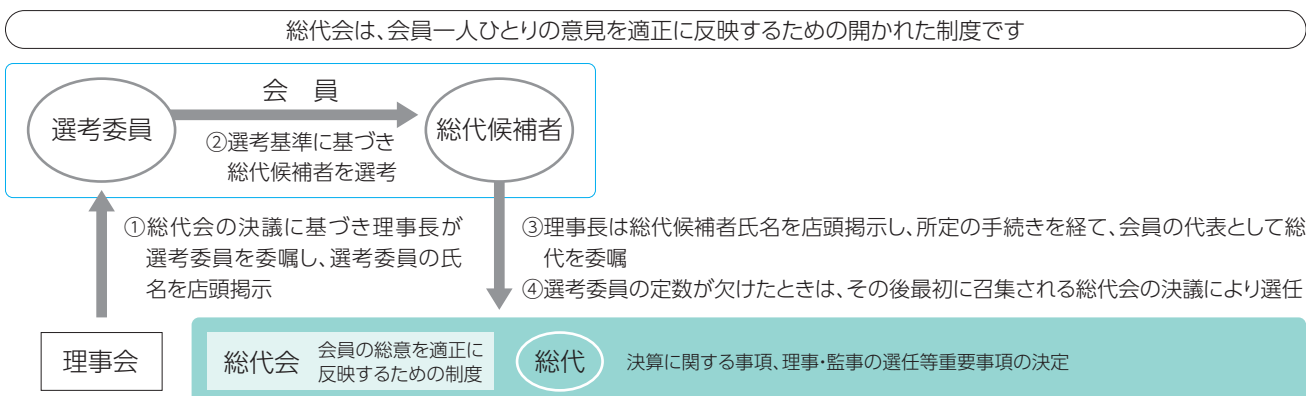 総代会は、会員一人ひとりの意見を適正に反映するための開かれた制度です
会 員
選考委員
総代候補者
②選考基準に基づき
総代候補者を選考
①総代会の決議に基づき理事長が
選考委員を委嘱し、選考委員の氏
名を店頭掲示
③理事長は総代候補者氏名を店頭掲示し、所定の手続きを経て、会員の代表として総
代を委嘱
④選考委員の定数が欠けたときは、その後最初に召集される総代会の決議により選任
理事会
総代会
会員の総意を適正に
反映するための制度
総代
決算に関する事項、理事・監事の選任等重要事項の決定